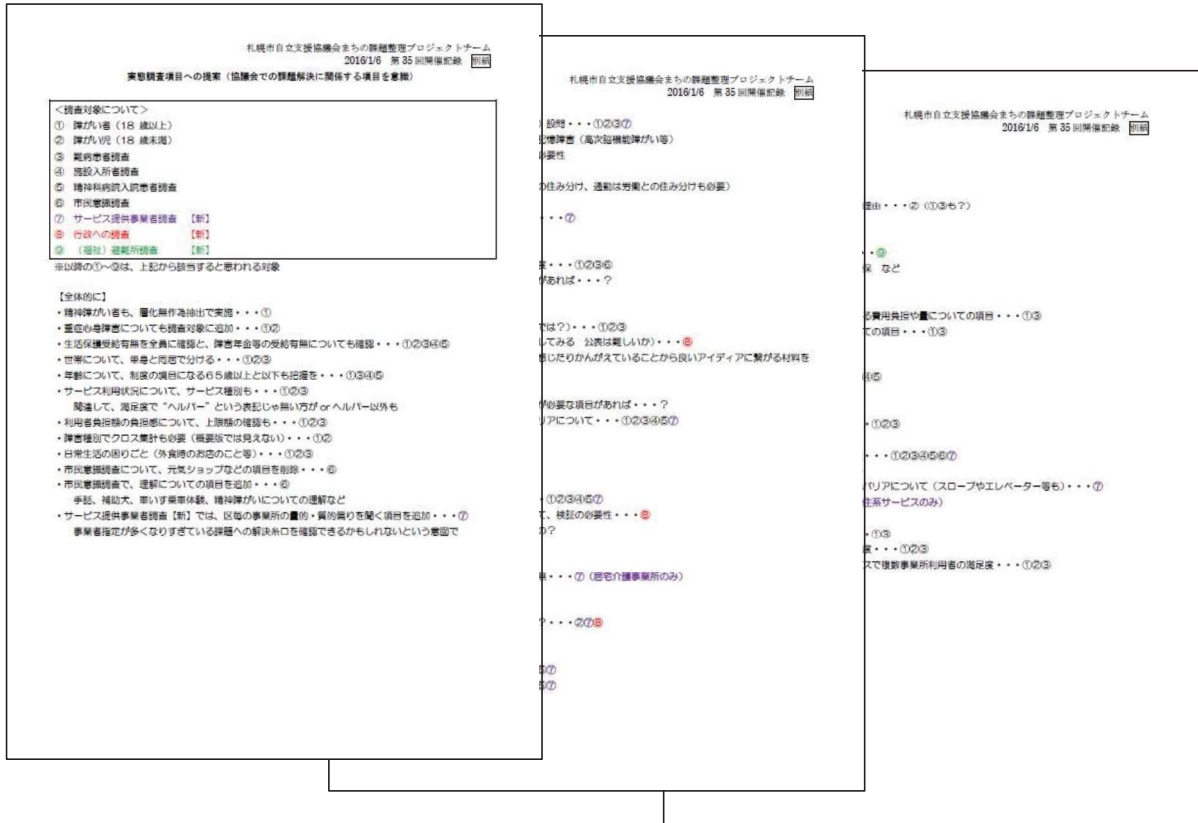 札幌市自立支援協議会まちの課題整理プロジェクトチーム
2016/1/6 第35回開催記録 別紙
実態調査項目への提案（協議会での課題解決に関係する項目を意識）
＜調査対象について＞
① 障がい者（18 歳以上）
② 障がい児（18 歳未満）
③ 難病患者調査
④ 施設入所者調査
⑤ 精神科病院入院患者調査
⑥ 市民意識調査
⑦ サービス提供事業者調査 【新】
⑧ 行政への調査 【新】
⑨ （福祉）避難所調査 【新】
※以降の①～⑨は、上記から該当すると思われる対象
【全体的に】
・精神障がい者も、層化無作為抽出で実施・・・①
・重症心身障害についても調査対象に追加・・・①②
・生活保護受給有無を全員に確認と、障害年金等の受給有無についても確認・・・①②③④⑤
・世帯について、単身と同居で分ける・・・①②③
・年齢について、制度の境目になる６５歳以上と以下も把握を・・・①③④⑤
・サービス利用状況について、サービス種別も・・・①②③
関連して、満足度で“ヘルパー”という表記じゃ無い方が or ヘルパー以外も
・利用者負担額の負担感について、上限額の確認も・・・①②③
・障害種別でクロス集計も必要（概要版では見えない）・・・①②
・日常生活の困りごと（外食時のお店のこと等）・・・①②③
・市民意識調査について、元気ショップなどの項目を削除・・・⑥
・市民意識調査で、理解についての項目を追加・・・⑥
手話、補助犬、車いす乗車体験、精神障がいについての理解など
・サービス提供事業者調査【新】では、区毎の事業所の量的・質的偏りを聞く項目を追加・・・⑦
事業者指定が多くなりすぎている課題への解決糸口を確認できるかもしれないという意図で
札幌市自立支援協議会まちの課題整理プロジェクトチーム
2016/1/6 第35回開催記録 別紙
設問・・・①②③⑦
記憶障害（高次脳機能障がい等）
必要性
の住み分け、通勤は労働との住み分けも必要）
・・・⑦
・・・①②③⑥
があれば・・・？
では？）・・・①②③
してみる 公表は難しいか）・・・⑧
感じたりかんがえていることから良いアイディアに繋がる材料を
が必要な項目があれば・・・？
リアについて・・・①②③④⑤⑦
・①②③④⑤⑦
て、検証の必要性・・・⑧
の？
・・・⑦（居宅介護事業所のみ）
？・・・②⑦⑧
⑦
⑦
札幌市自立支援協議会まちの課題整理プロジェクトチーム
2016/1/6 第35回開催記録 別紙
理由・・・②（①③も？）
・⑨
保 など
る費用負担や量についての項目・・・①③
ての項目・・・①③
④⑤
・①②③
・・・①②③④⑤⑥⑦
バリアについて（スロープやエレベーター等も）・・・⑦
住系サービスのみ）
・①③
度・・・①②③
スで複数事業所利用者の満足度・・・①②③